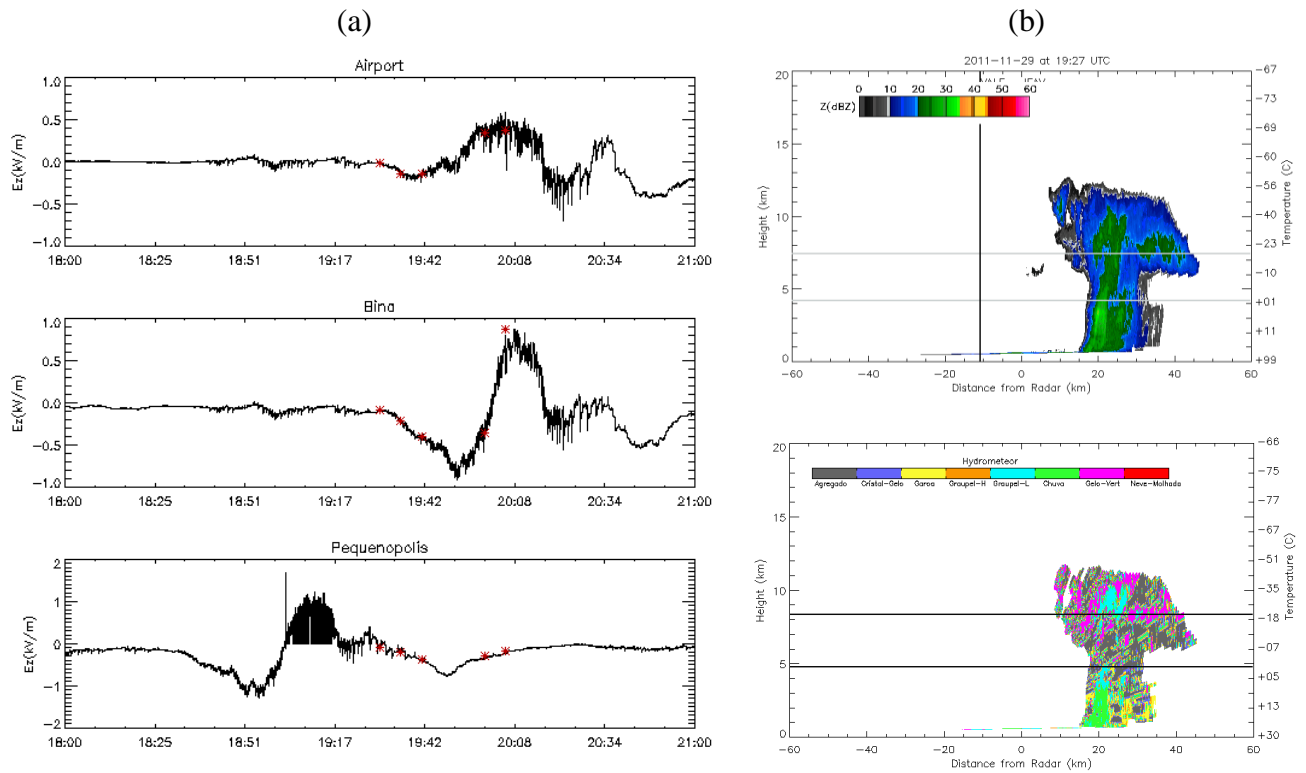 (a)
Airport
Ez(kV/m)
1.0
0.5
0.0
-0.5
-1.0
18:00 18:25 18:51 19:17 19:42 20:08 20:34 21:00
Bina
Ez(kV/m)
1.0
0.5
0.0
-0.5
-1.0
18:00 18:25 18:51 19:17 19:42 20:08 20:34 21:00
Pequenopolis
Ez(kV/m)
2
1
0
-1
-2
18:00 18:25 18:51 19:17 19:42 20:08 20:34 21:00
(b)
2011-11-29 at 19:27 UTC
0 10 20 30 40 50 60
Z(dBZ)
Height (km)
20
15
10
5
0
-67
-73
-69
-60
-56
-40
-23
-10
+01
+11
+99
Temperature (C)
-60 -40 -20 0 20 40 60
Distance from Radar (km)
Hydrometeor
Agregado Cristal-Gelo Garoa Graupel-H Graupel-L Chuva Gelo-Vert Neve-Molhada
Height (km)
20
15
10
5
0
-66
-75
-77
-67
-51
-35
-18
-07
+05
+13
+30
Temperature (C)
-60 -40 -20 0 20 40 60
Distance from Radar (km)